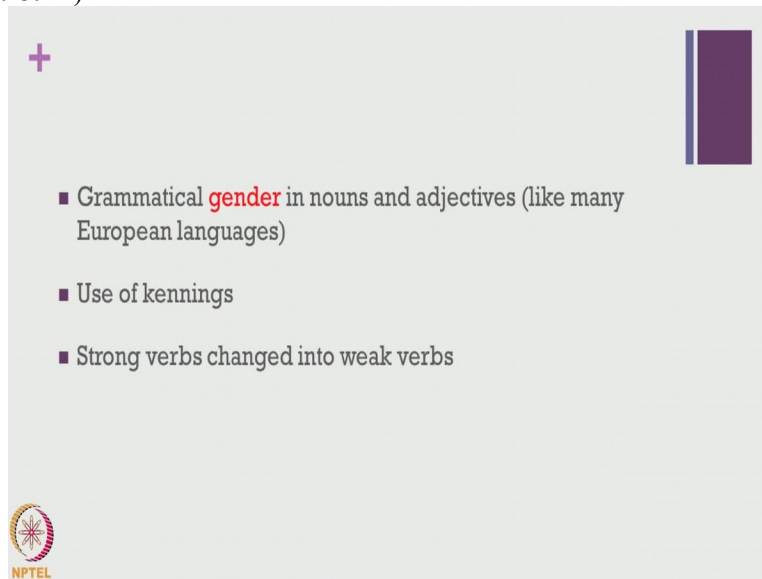 +
■ Grammatical gender in nouns and adjectives (like many
European languages)
■ Use of kennings
■ Strong verbs changed into weak verbs
NPTEL